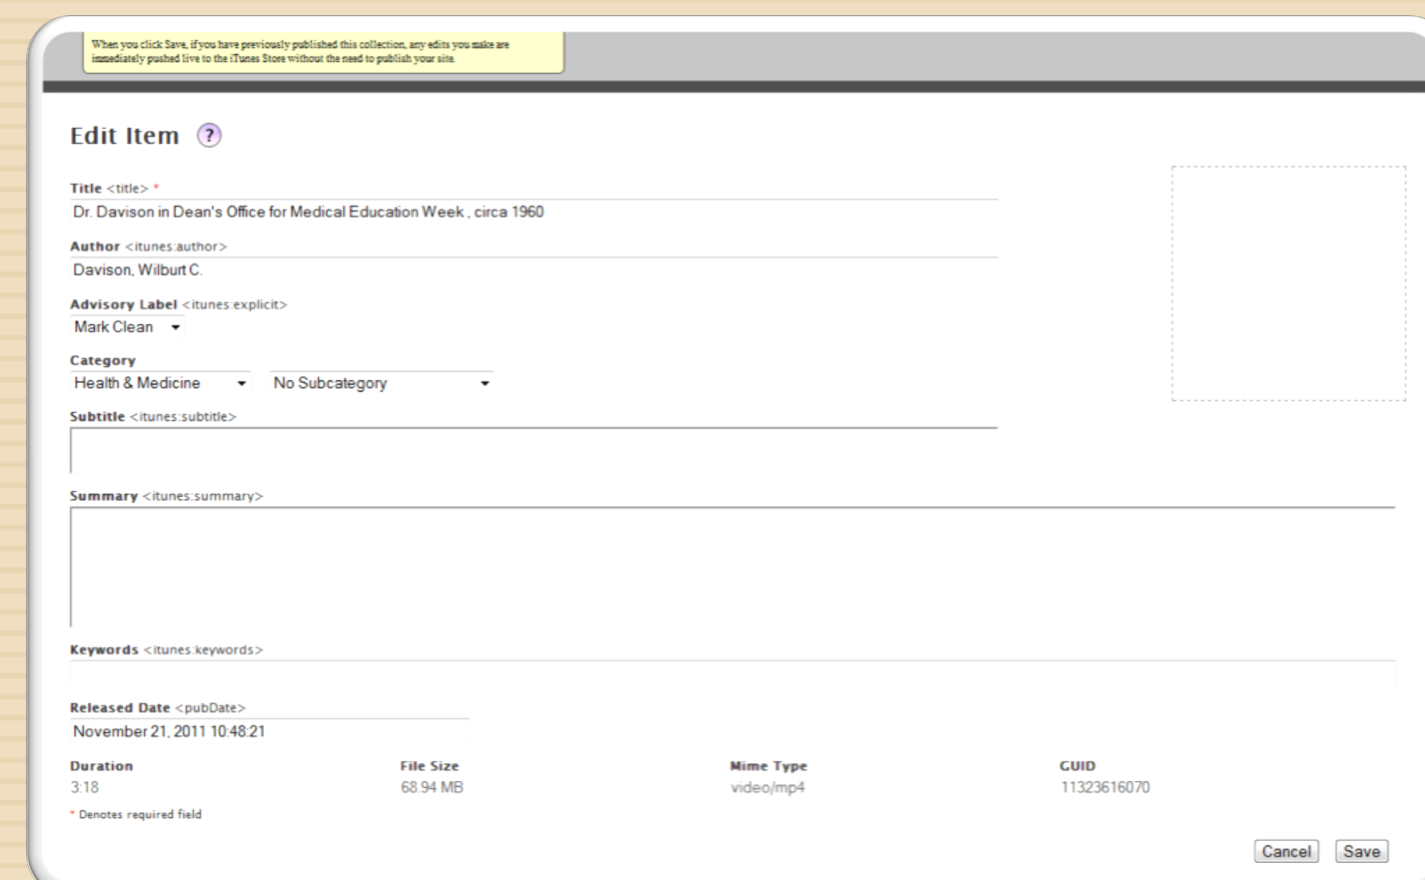 When you click Save, if you have previously published this collection, any edits you make are
immediately pushed live to the iTunes Store without the need to publish your site.
Edit Item ?
Title <title> *
Dr. Davison in Dean's Office for Medical Education Week , circa 1960
Author <itunes:author>
Davison, Wilburt C.
Advisory Label <itunes:explicit>
Mark Clean
Category
Health & Medicine No Subcategory
Subtitle <itunes:subtitle>
Summary <itunes:summary>
Keywords <itunes:keywords>
Released Date <pubDate>
November 21, 2011 10:48:21
Duration File Size Mime Type GUID
3:18 68.94 MB video/mp4 11323616070
* Denotes required field
Cancel Save